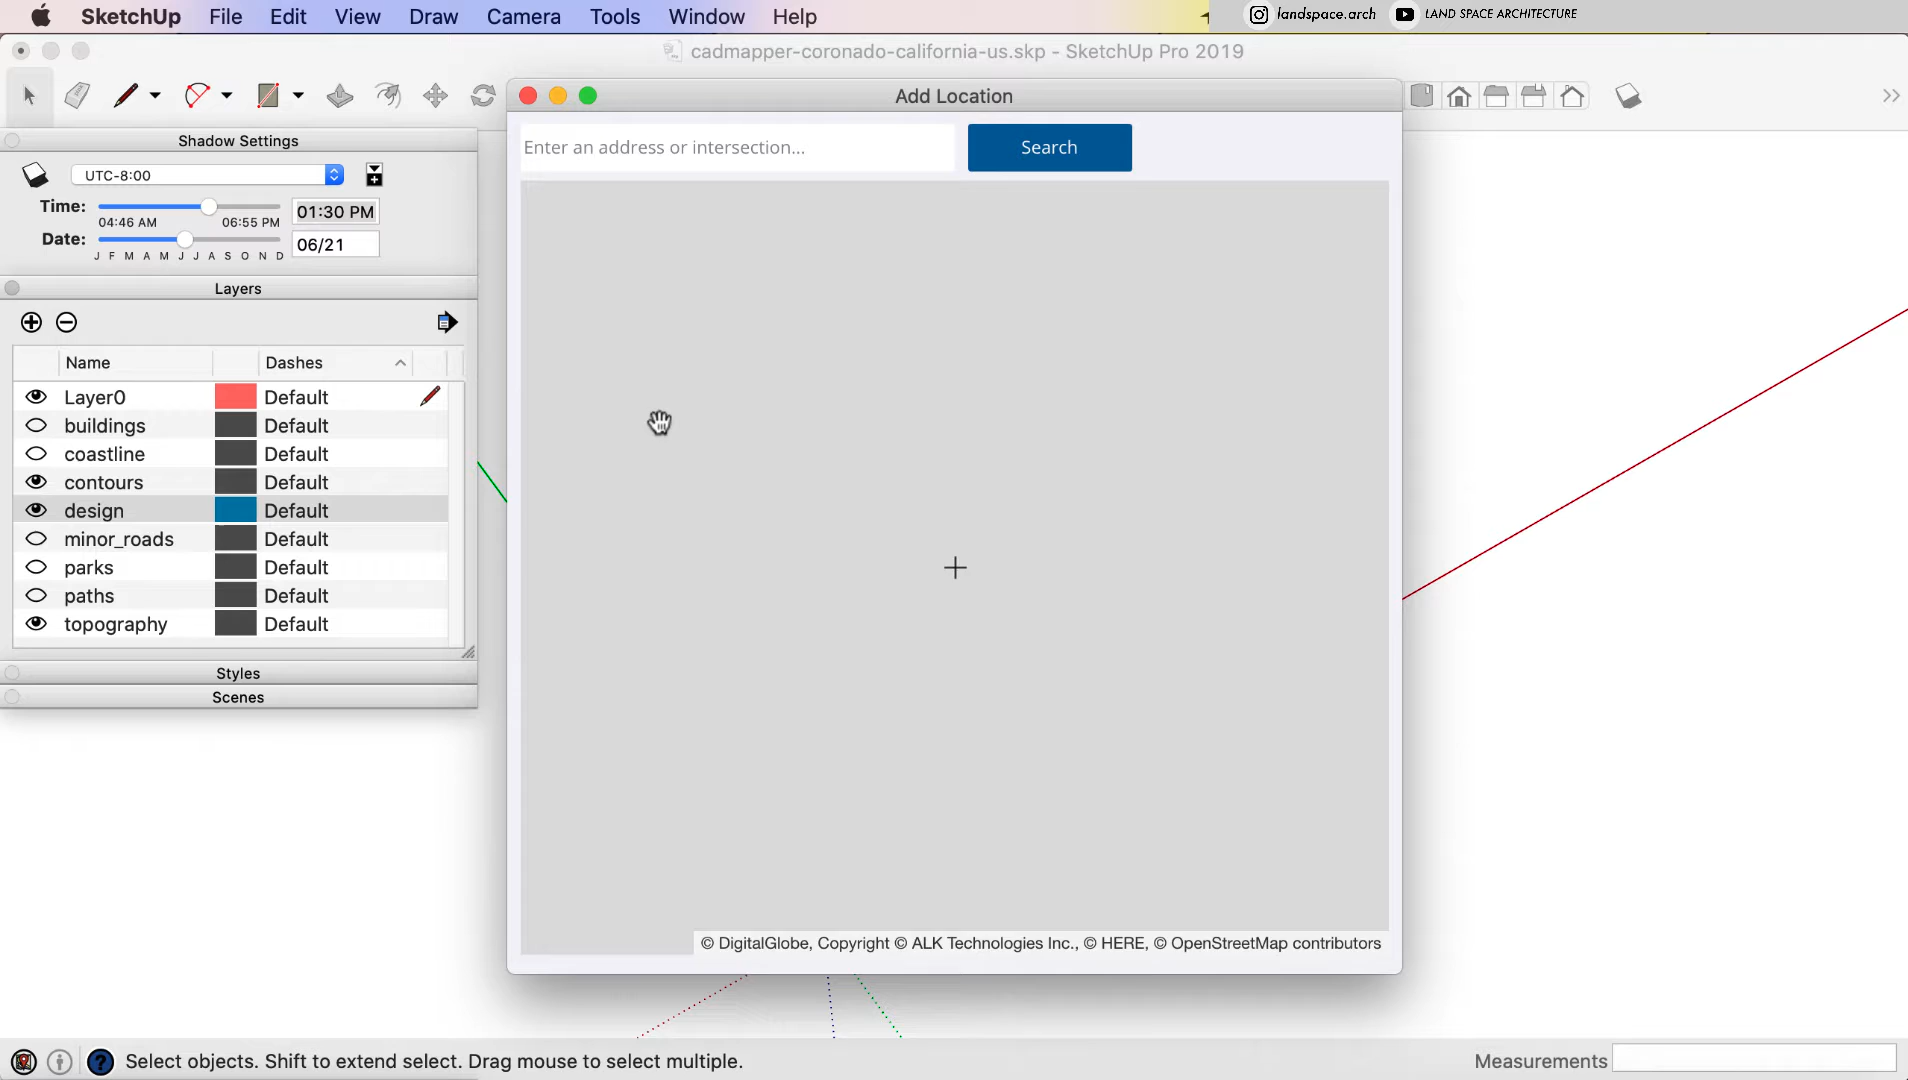 SketchUp File Edit View Draw Camera Tools Window Help
landspace.arch LAND SPACE ARCHITECTURE
cadmapper-coronado-california-us.skp - SketchUp Pro 2019
Add Location
Enter an address or intersection...
Search
Shadow Settings
UTC-8:00
Time:
04:46 AM 06:55 PM
01:30 PM
Date:
J F M A M J J A S O N D
06/21
Layers
Name Dashes
Layer0 Default
buildings Default
coastline Default
contours Default
design Default
minor_roads Default
parks Default
paths Default
topography Default
Styles
Scenes
© DigitalGlobe, Copyright © ALK Technologies Inc., © HERE, © OpenStreetMap contributors
Select objects. Shift to extend select. Drag mouse to select multiple.
Measurements